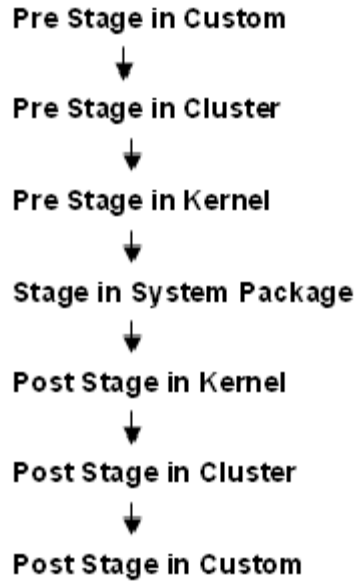 Pre Stage in Custom
Pre Stage in Cluster
Pre Stage in Kernel
Stage in System Package
Post Stage in Kernel
Post Stage in Cluster
Post Stage in Custom